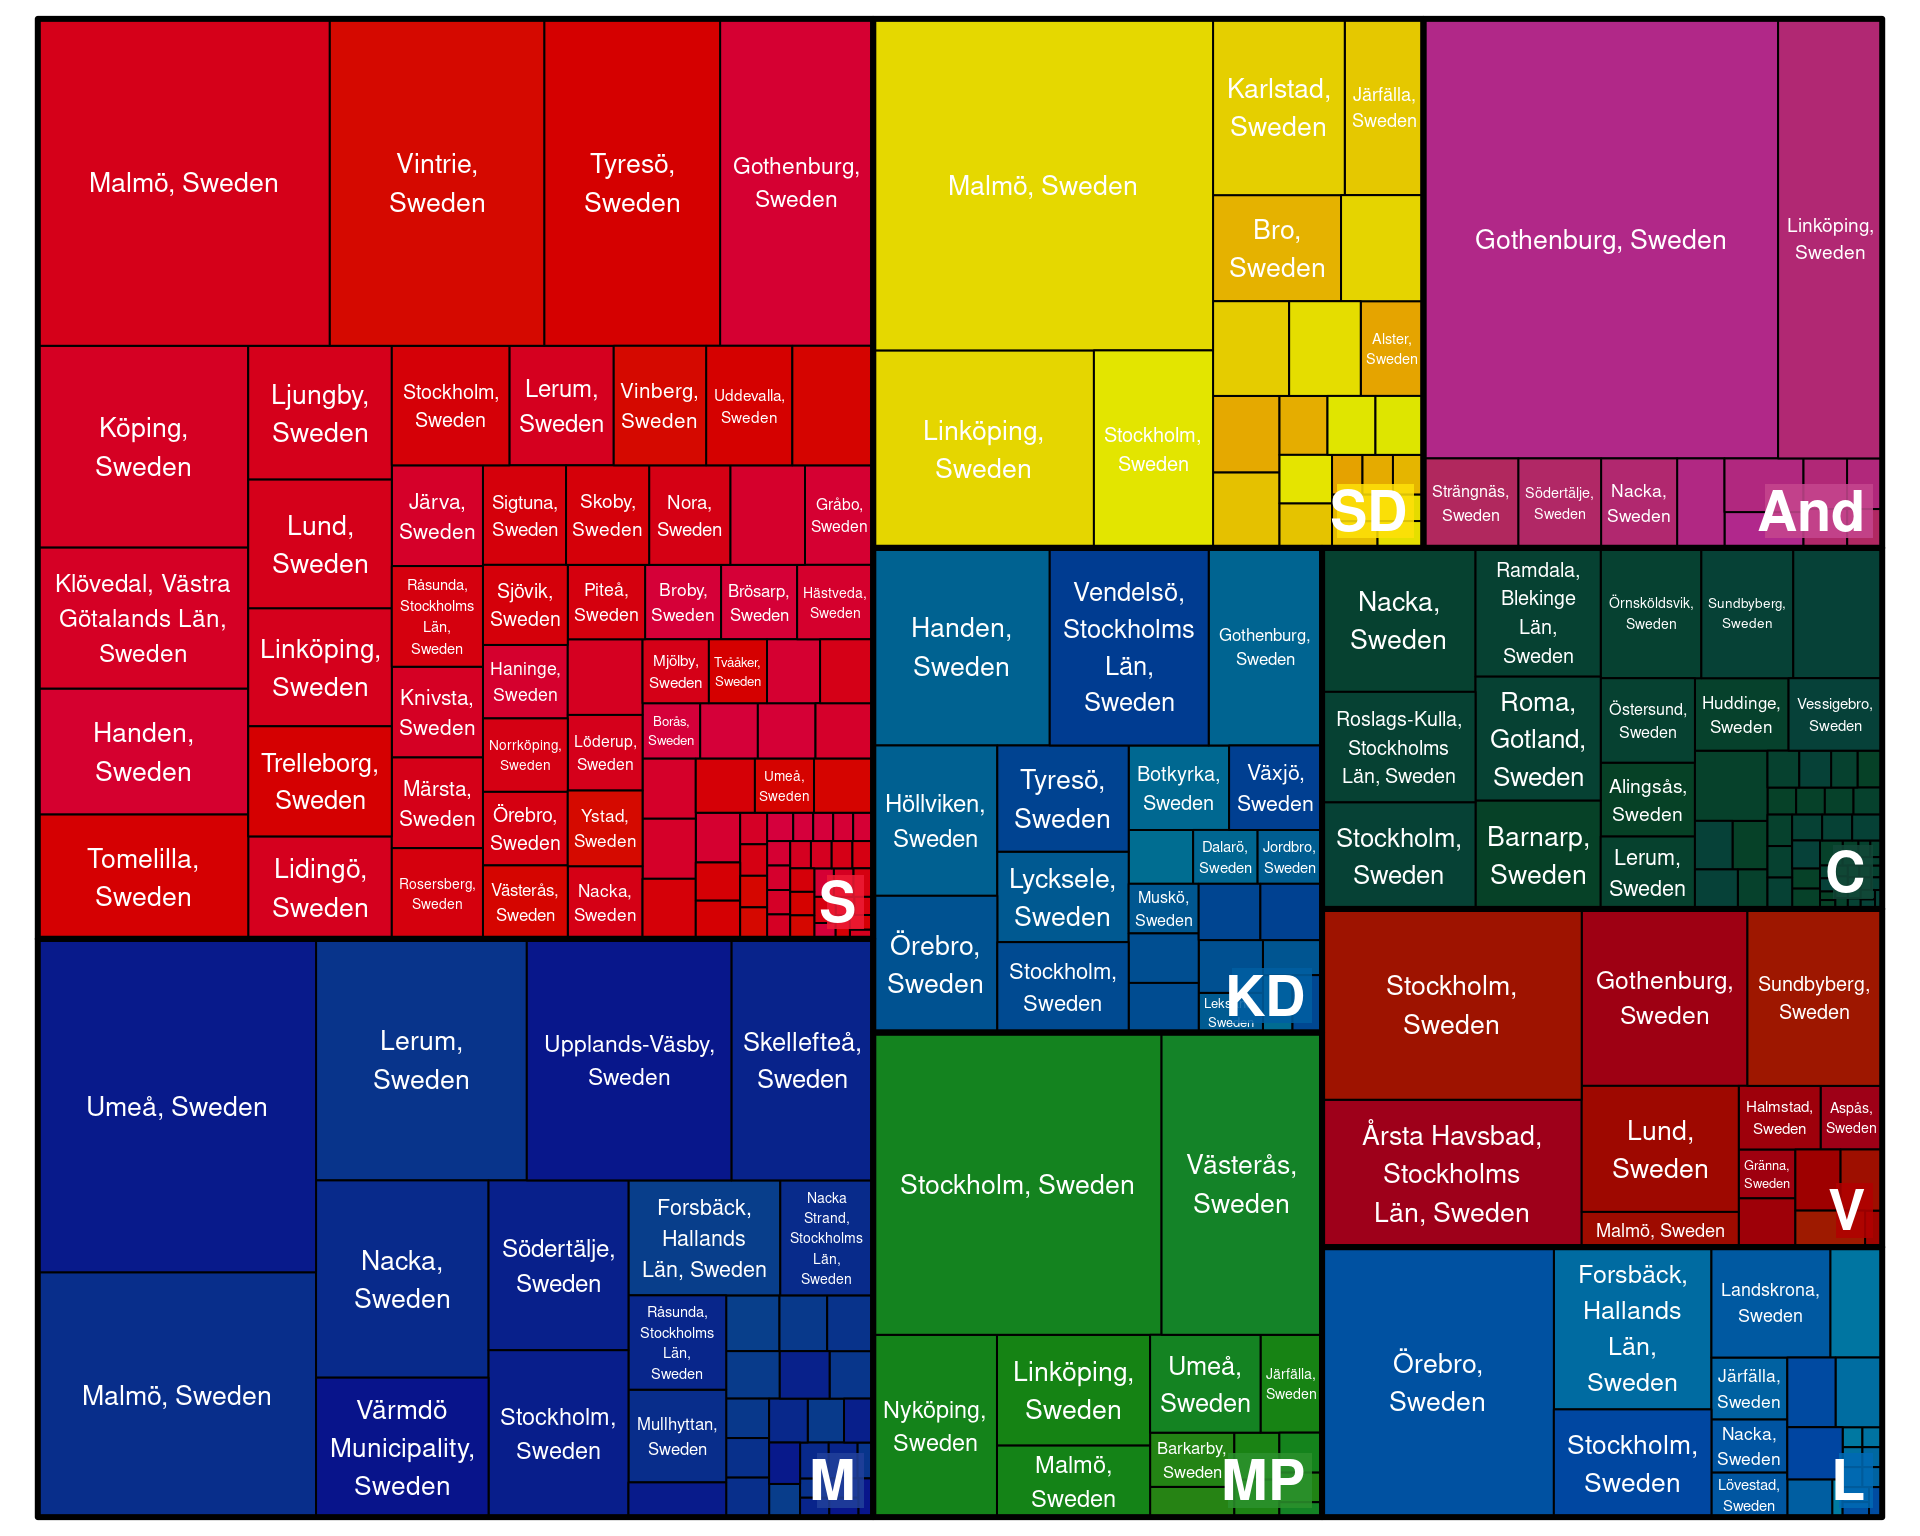 Malmö, Sweden
Vintrie,
Sweden
Tyresö,
Sweden
Gothenburg,
Sweden
Köping,
Sweden
Ljungby,
Sweden
Stockholm,
Sweden
Lerum,
Sweden
Vinberg,
Sweden
Uddevalla,
Sweden
Lund,
Sweden
Järva,
Sweden
Sigtuna,
Sweden
Skoby,
Sweden
Nora,
Sweden
Gråbo,
Sweden
Klövedal, Västra
Götalands Län,
Sweden
Linköping,
Sweden
Råsunda,
Stockholms
Län,
Sweden
Sjövik,
Sweden
Piteå,
Sweden
Broby,
Sweden
Brösarp,
Sweden
Hästveda,
Sweden
Haninge,
Sweden
Mjölby,
Sweden
Tvååker,
Sweden
Handen,
Sweden
Knivsta,
Sweden
Borås,
Sweden
Trelleborg,
Sweden
Norrköping,
Sweden
Löderup,
Sweden
Märsta,
Sweden
Umeå,
Sweden
Örebro,
Sweden
Ystad,
Sweden
Tomelilla,
Sweden
Lidingö,
Sweden
Rosersberg,
Sweden
Västerås,
Sweden
Nacka,
Sweden
S
Malmö, Sweden
Karlstad,
Sweden
Järfälla,
Sweden
Bro,
Sweden
Alster,
Sweden
Linköping,
Sweden
Stockholm,
Sweden
SD
Gothenburg, Sweden
Linköping,
Sweden
Strängnäs,
Sweden
Södertälje,
Sweden
Nacka,
Sweden
And
Handen,
Sweden
Vendelsö,
Stockholms
Län,
Sweden
Gothenburg,
Sweden
Höllviken,
Sweden
Tyresö,
Sweden
Botkyrka,
Sweden
Växjö,
Sweden
Dalarö,
Sweden
Jordbro,
Sweden
Lycksele,
Sweden
Muskö,
Sweden
Örebro,
Sweden
Stockholm,
Sweden
Sweden
KD
Nacka,
Sweden
Ramdala,
Blekinge
Län,
Sweden
Örnsköldsvik,
Sweden
Sundbyberg,
Sweden
Roslags-Kulla,
Stockholms
Län, Sweden
Roma,
Gotland,
Sweden
Östersund,
Sweden
Huddinge,
Sweden
Vessigebro,
Sweden
Alingsås,
Sweden
Stockholm,
Sweden
Barnarp,
Sweden
Lerum,
Sweden
C
Umeå, Sweden
Lerum,
Sweden
Upplands-Väsby,
Sweden
Skellefteå,
Sweden
Nacka,
Sweden
Södertälje,
Sweden
Forsbäck,
Hallands
Län, Sweden
Nacka
Strand,
Stockholms
Län,
Sweden
Råsunda,
Stockholms
Län,
Sweden
Malmö, Sweden
Värmdö
Municipality,
Sweden
Stockholm,
Sweden
Mullhyttan,
Sweden
M
Stockholm, Sweden
Västerås,
Sweden
Nyköping,
Sweden
Linköping,
Sweden
Umeå,
Sweden
Järfälla,
Sweden
Malmö,
Sweden
Barkarby,
Sweden
MP
Stockholm,
Sweden
Gothenburg,
Sweden
Sundbyberg,
Sweden
Årsta Havsbad,
Stockholms
Län, Sweden
Lund,
Sweden
Halmstad,
Sweden
Aspås,
Sweden
Gränna,
Sweden
Malmö, Sweden
V
Örebro,
Sweden
Forsbäck,
Hallands
Län,
Sweden
Landskrona,
Sweden
Järfälla,
Sweden
Stockholm,
Sweden
Nacka,
Sweden
Lövestad,
Sweden
L